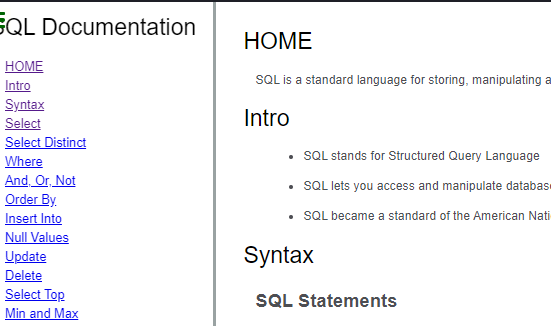 SQL Documentation
HOME
Intro
Syntax
Select
Select Distinct
Where
And, Or, Not
Order By
Insert Into
Null Values
Update
Delete
Select Top
Min and Max
HOME
SQL is a standard language for storing, manipulating a
Intro
SQL stands for Structured Query Language
SQL lets you access and manipulate database
SQL became a standard of the American Nati
Syntax
SQL Statements